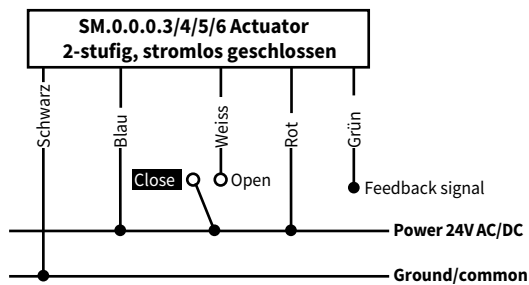 SM.0.0.0.3/4/5/6 Actuator
2-stufig, stromlos geschlossen
Schwarz
Blau
Weiss
Rot
Grün
Close
Open
Feedback signal
Power 24V AC/DC
Ground/common